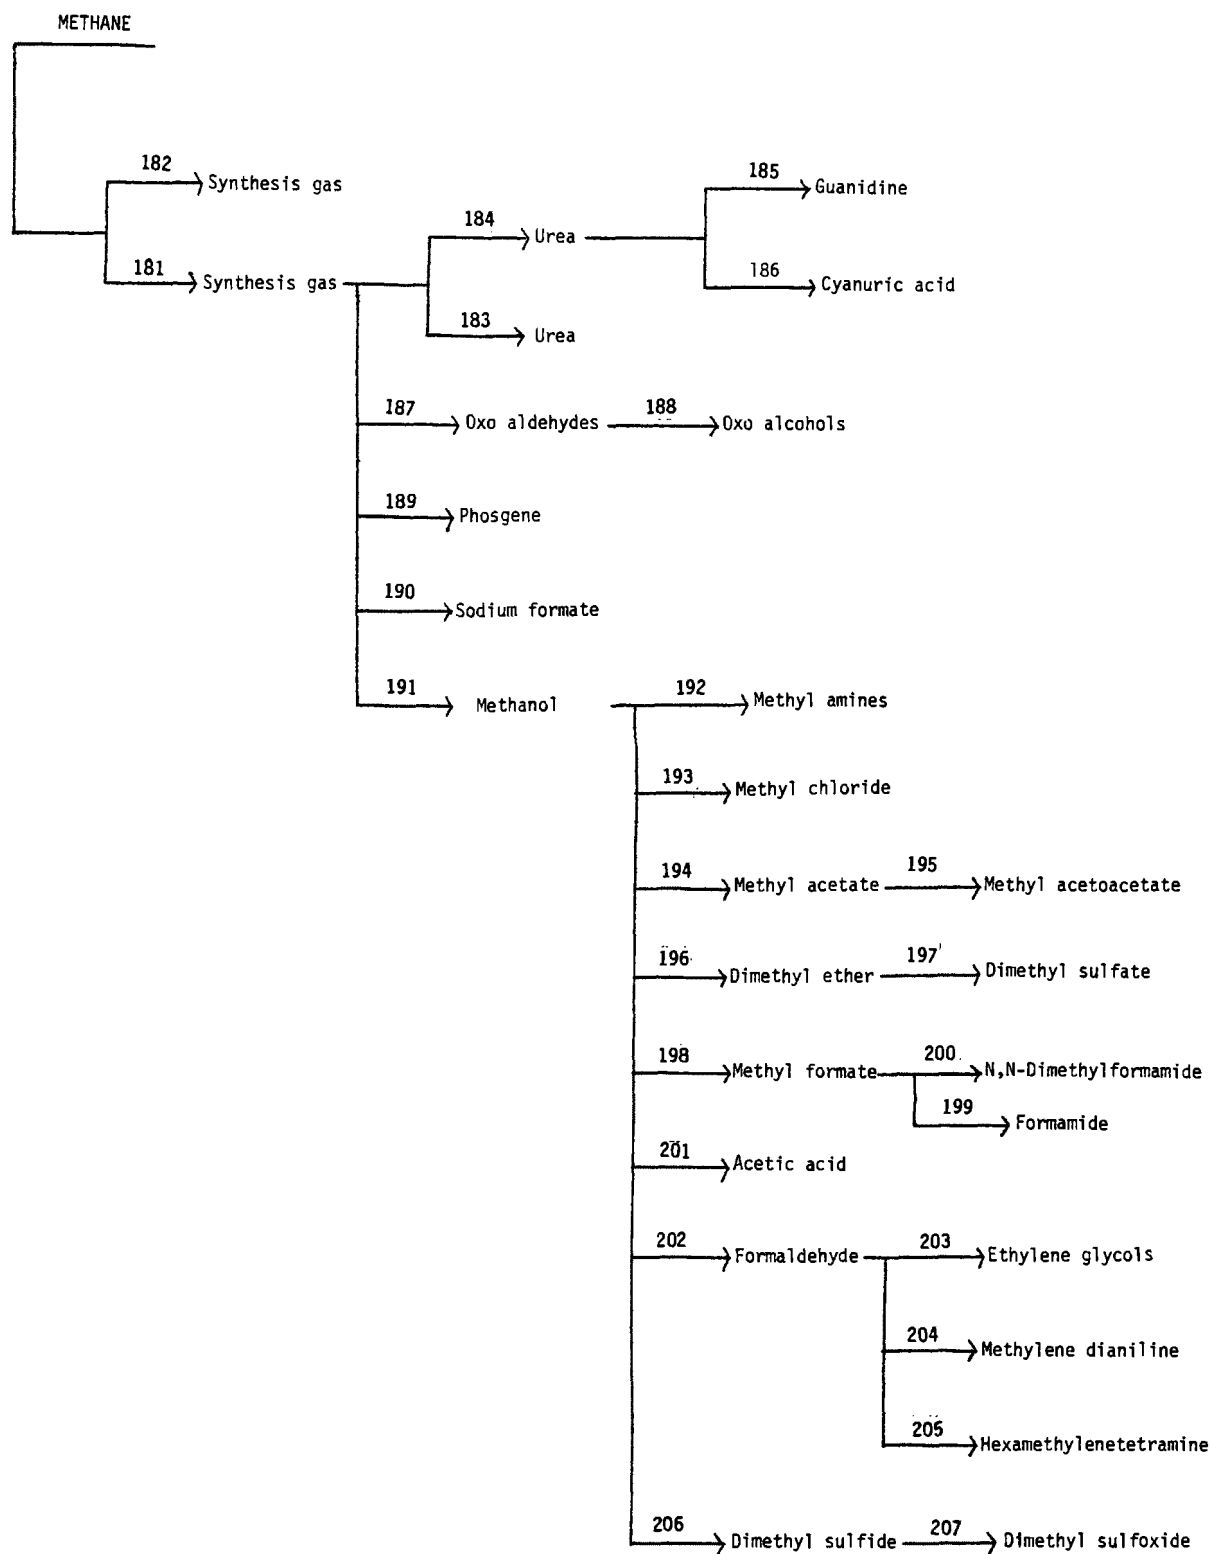 METHANE
182
Synthesis gas
185
Guanidine
184
Urea
181
Synthesis gas
186
Cyanuric acid
183
Urea
187
Oxo aldehydes
188
Oxo alcohols
189
Phosgene
190
Sodium formate
191
Methanol
192
Methyl amines
193
Methyl chloride
194
Methyl acetate
195
Methyl acetoacetate
196
Dimethyl ether
197
Dimethyl sulfate
198
Methyl formate
200
N,N-Dimethylformamide
199
Formamide
201
Acetic acid
202
Formaldehyde
203
Ethylene glycols
204
Methylene dianiline
205
Hexamethylenetetramine
206
Dimethyl sulfide
207
Dimethyl sulfoxide